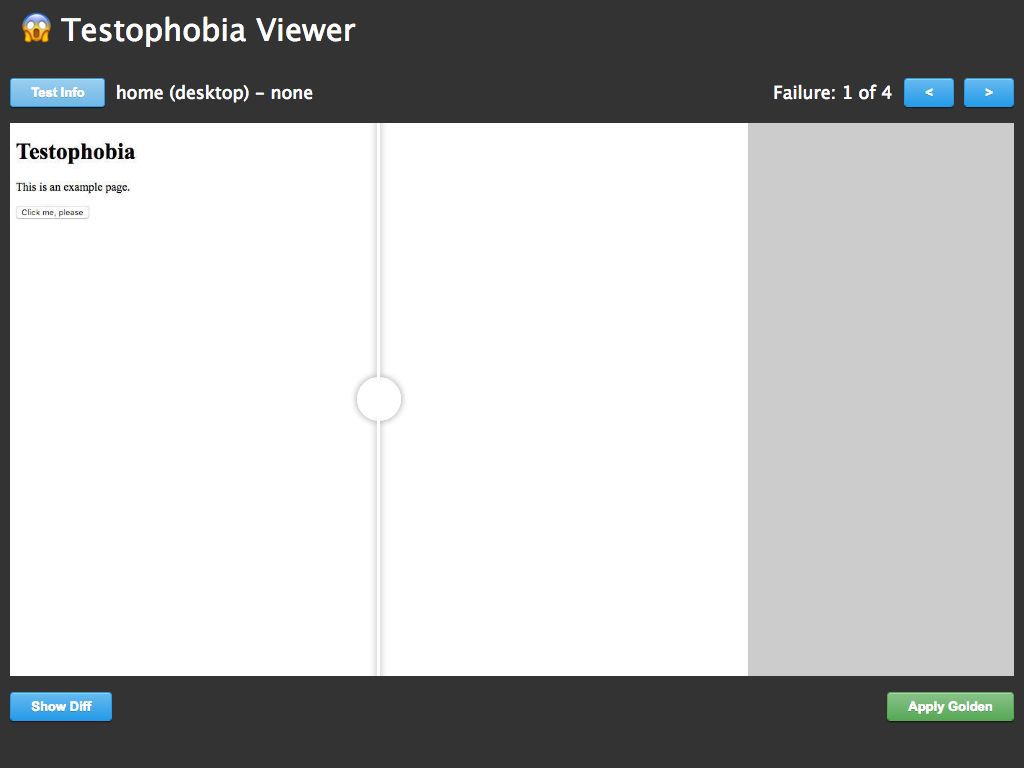 😱 Testophobia Viewer
Test Info home (desktop) – none Failure: 1 of 4 < >
Testophobia
This is an example page.
Click me, please
Show Diff Apply Golden